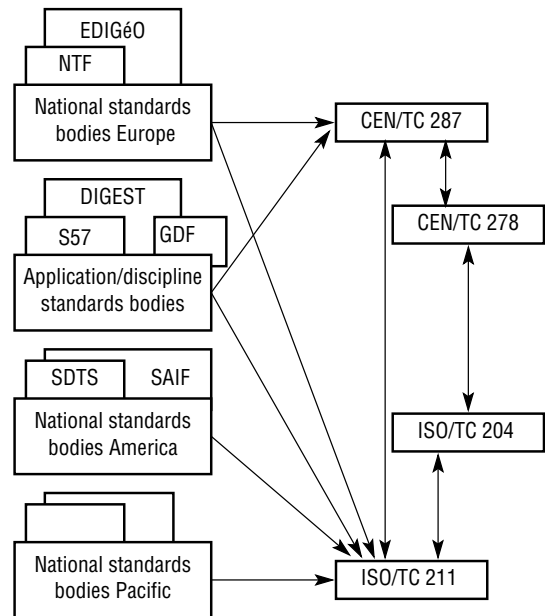 EDIGéO
NTF
National standards
bodies Europe
CEN/TC 287
DIGEST
S57
GDF
Application/discipline
standards bodies
CEN/TC 278
SDTS
SAIF
National standards
bodies America
ISO/TC 204
National standards
bodies Pacific
ISO/TC 211